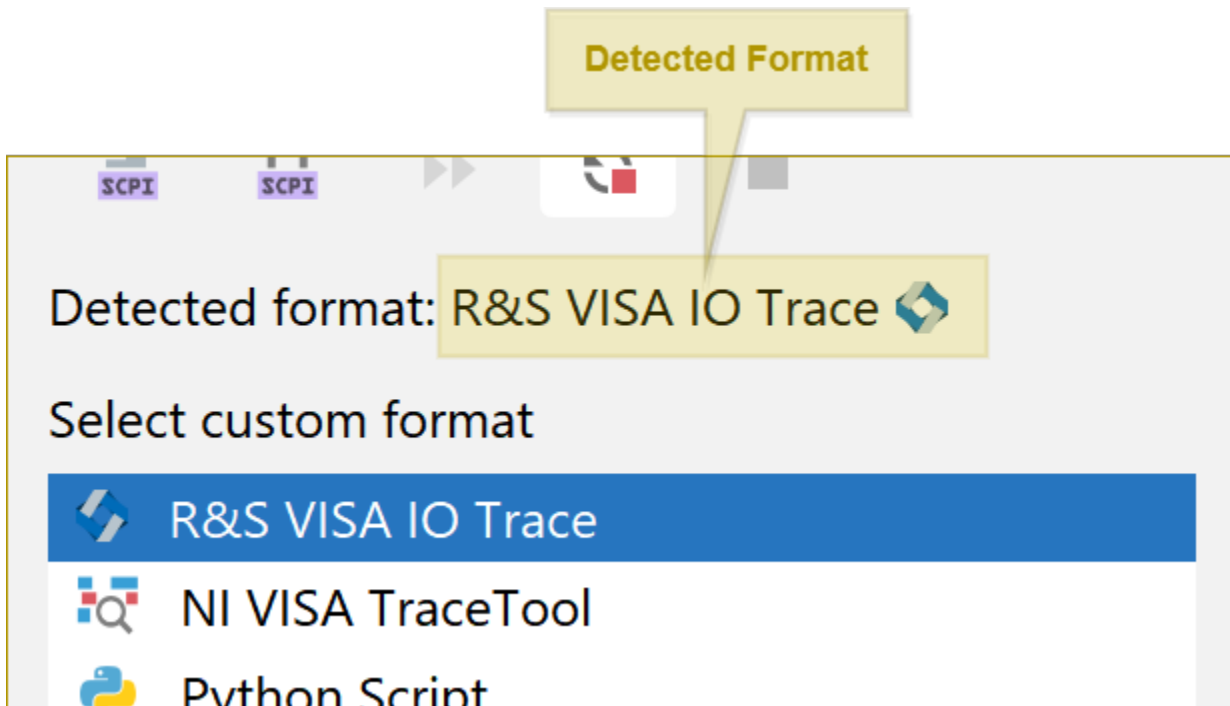 Detected Format
SCPI SCPI
Detected format: R&S VISA IO Trace
Select custom format
R&S VISA IO Trace
NI VISA TraceTool
Python Script